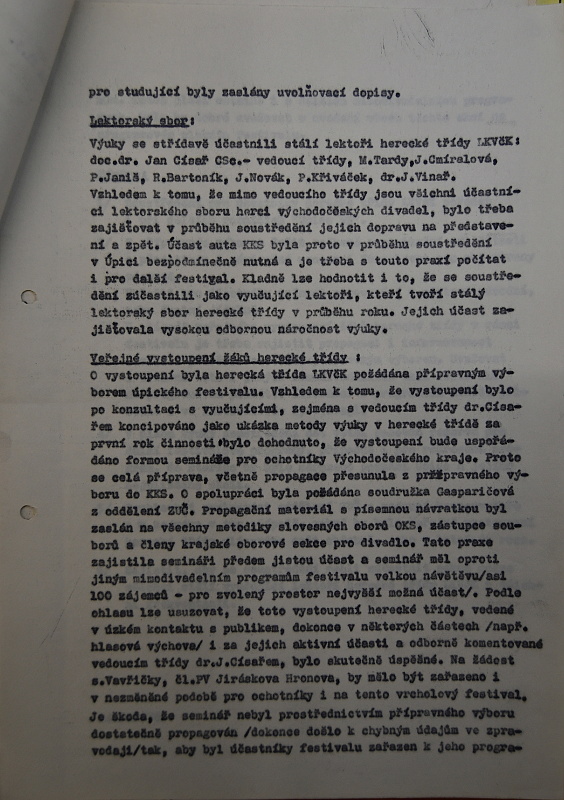 pro studující byly zaslány uvolňovací dopisy.
Lektorský sbor:
Výuky se střídavě účastnili stálí lektoři herecké třídy LKVČK:
doc.dr. Jan Císař CSc.- vedoucí třídy, M.Tardy,J.Cmíralová,
P.Janiš, R.Bartoník, J.Novák, P.Křiváček, dr.J.Vinař.
Vzhledem k tomu, že mimo vedoucího třídy jsou všichni účastní-
ci lektorského sboru herci východočeských divadel, bylo třeba
zajišťovat v průběhu soustředění jejich dopravu na představe-
ní a zpět. Účast auta KKS byla proto v průběhu soustředění
v Úpici bezpodmínečně nutná a je třeba s touto praxí počítat
i pro další festival. Kladně lze hodnotit i to, že se soustře-
dění zúčastnili jako vyučující lektoři, kteří tvoří stálý
lektorský sbor herecké třídy v průběhu roku. Jejich účast za-
jišťovala vysokou odbornou náročnost výuky.
Veřejné vystoupení žáků herecké třídy :
O vystoupení byla herecká třída LKVČK požádána přípravným vý-
borem úpického festivalu. Vzhledem k tomu, že vystoupení bylo
po konzultaci s vyučujícími, zejména s vedoucím třídy dr.Císa-
řem koncipováno jako ukázka metody výuky v herecké třídě za
první rok činnosti bylo dohodnuto, že vystoupení bude uspořá-
dáno formou semináře pro ochotníky Východočeského kraje. Proto
se celá příprava, včetně propagace přesunula z přípravného vý-
boru do KKS. O spolupráci byla požádána soudružka Gasparičová
z oddělení ZUČ. Propagační materiál s písemnou návratkou byl
zaslán na všechny metodiky slovesných oborů OKS, zástupce sou-
borů a členy krajské oborové sekce pro divadlo. Tato praxe
zajistila semináři předem jistou účast a seminář měl oproti
jiným mimodivadelním programům festivalu velkou návštěvu/asi
100 zájemců - pro zvolený prostor nejvyšší možná účast/. Podle
ohlasu lze usuzovat, že toto vystoupení herecké třídy, vedené
v úzkém kontaktu s publikem, dokonce v některých částech /např.
hlasová výchova/ i za jejich aktivní účasti a odborně komentované
vedoucím třídy dr.J.Císařem, bylo skutečně úspěšné. Na žádost
s.Vavřičky, čl.PV Jiráskova Hronova, by mělo být zařazeno i
v nezměněné podobě pro ochotníky i na tento vrcholový festival.
Je škoda, že seminář nebyl prostřednictvím přípravného výboru
dostatečně propagován /dokonce došlo k chybným údajům ve zpra-
vodaji/tak, aby byl účastníky festivalu zařazen k jeho progra-